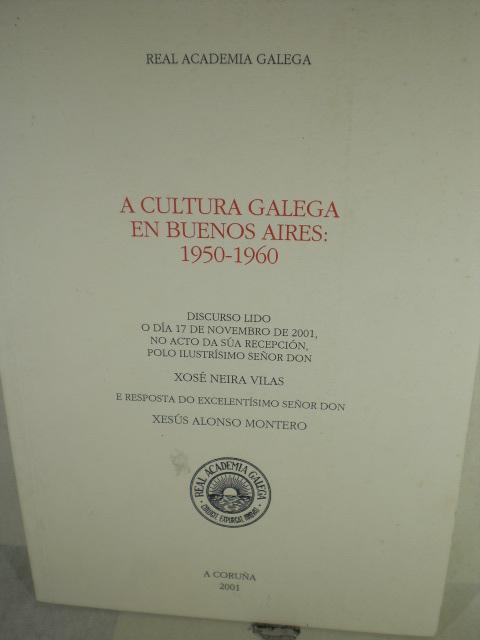 REAL ACADEMIA GALEGA
A CULTURA GALEGA
EN BUENOS AIRES:
1950-1960
DISCURSO LIDO
O DÍA 17 DE NOVEMBRO DE 2001,
NO ACTO DA SÚA RECEPCIÓN,
POLO ILUSTRÍSIMO SEÑOR DON
XOSÉ NEIRA VILAS
E RESPOSTA DO EXCELENTÍSIMO SEÑOR DON
XESÚS ALONSO MONTERO
REAL ACADEMIA GALEGA
A CORUÑA
2001